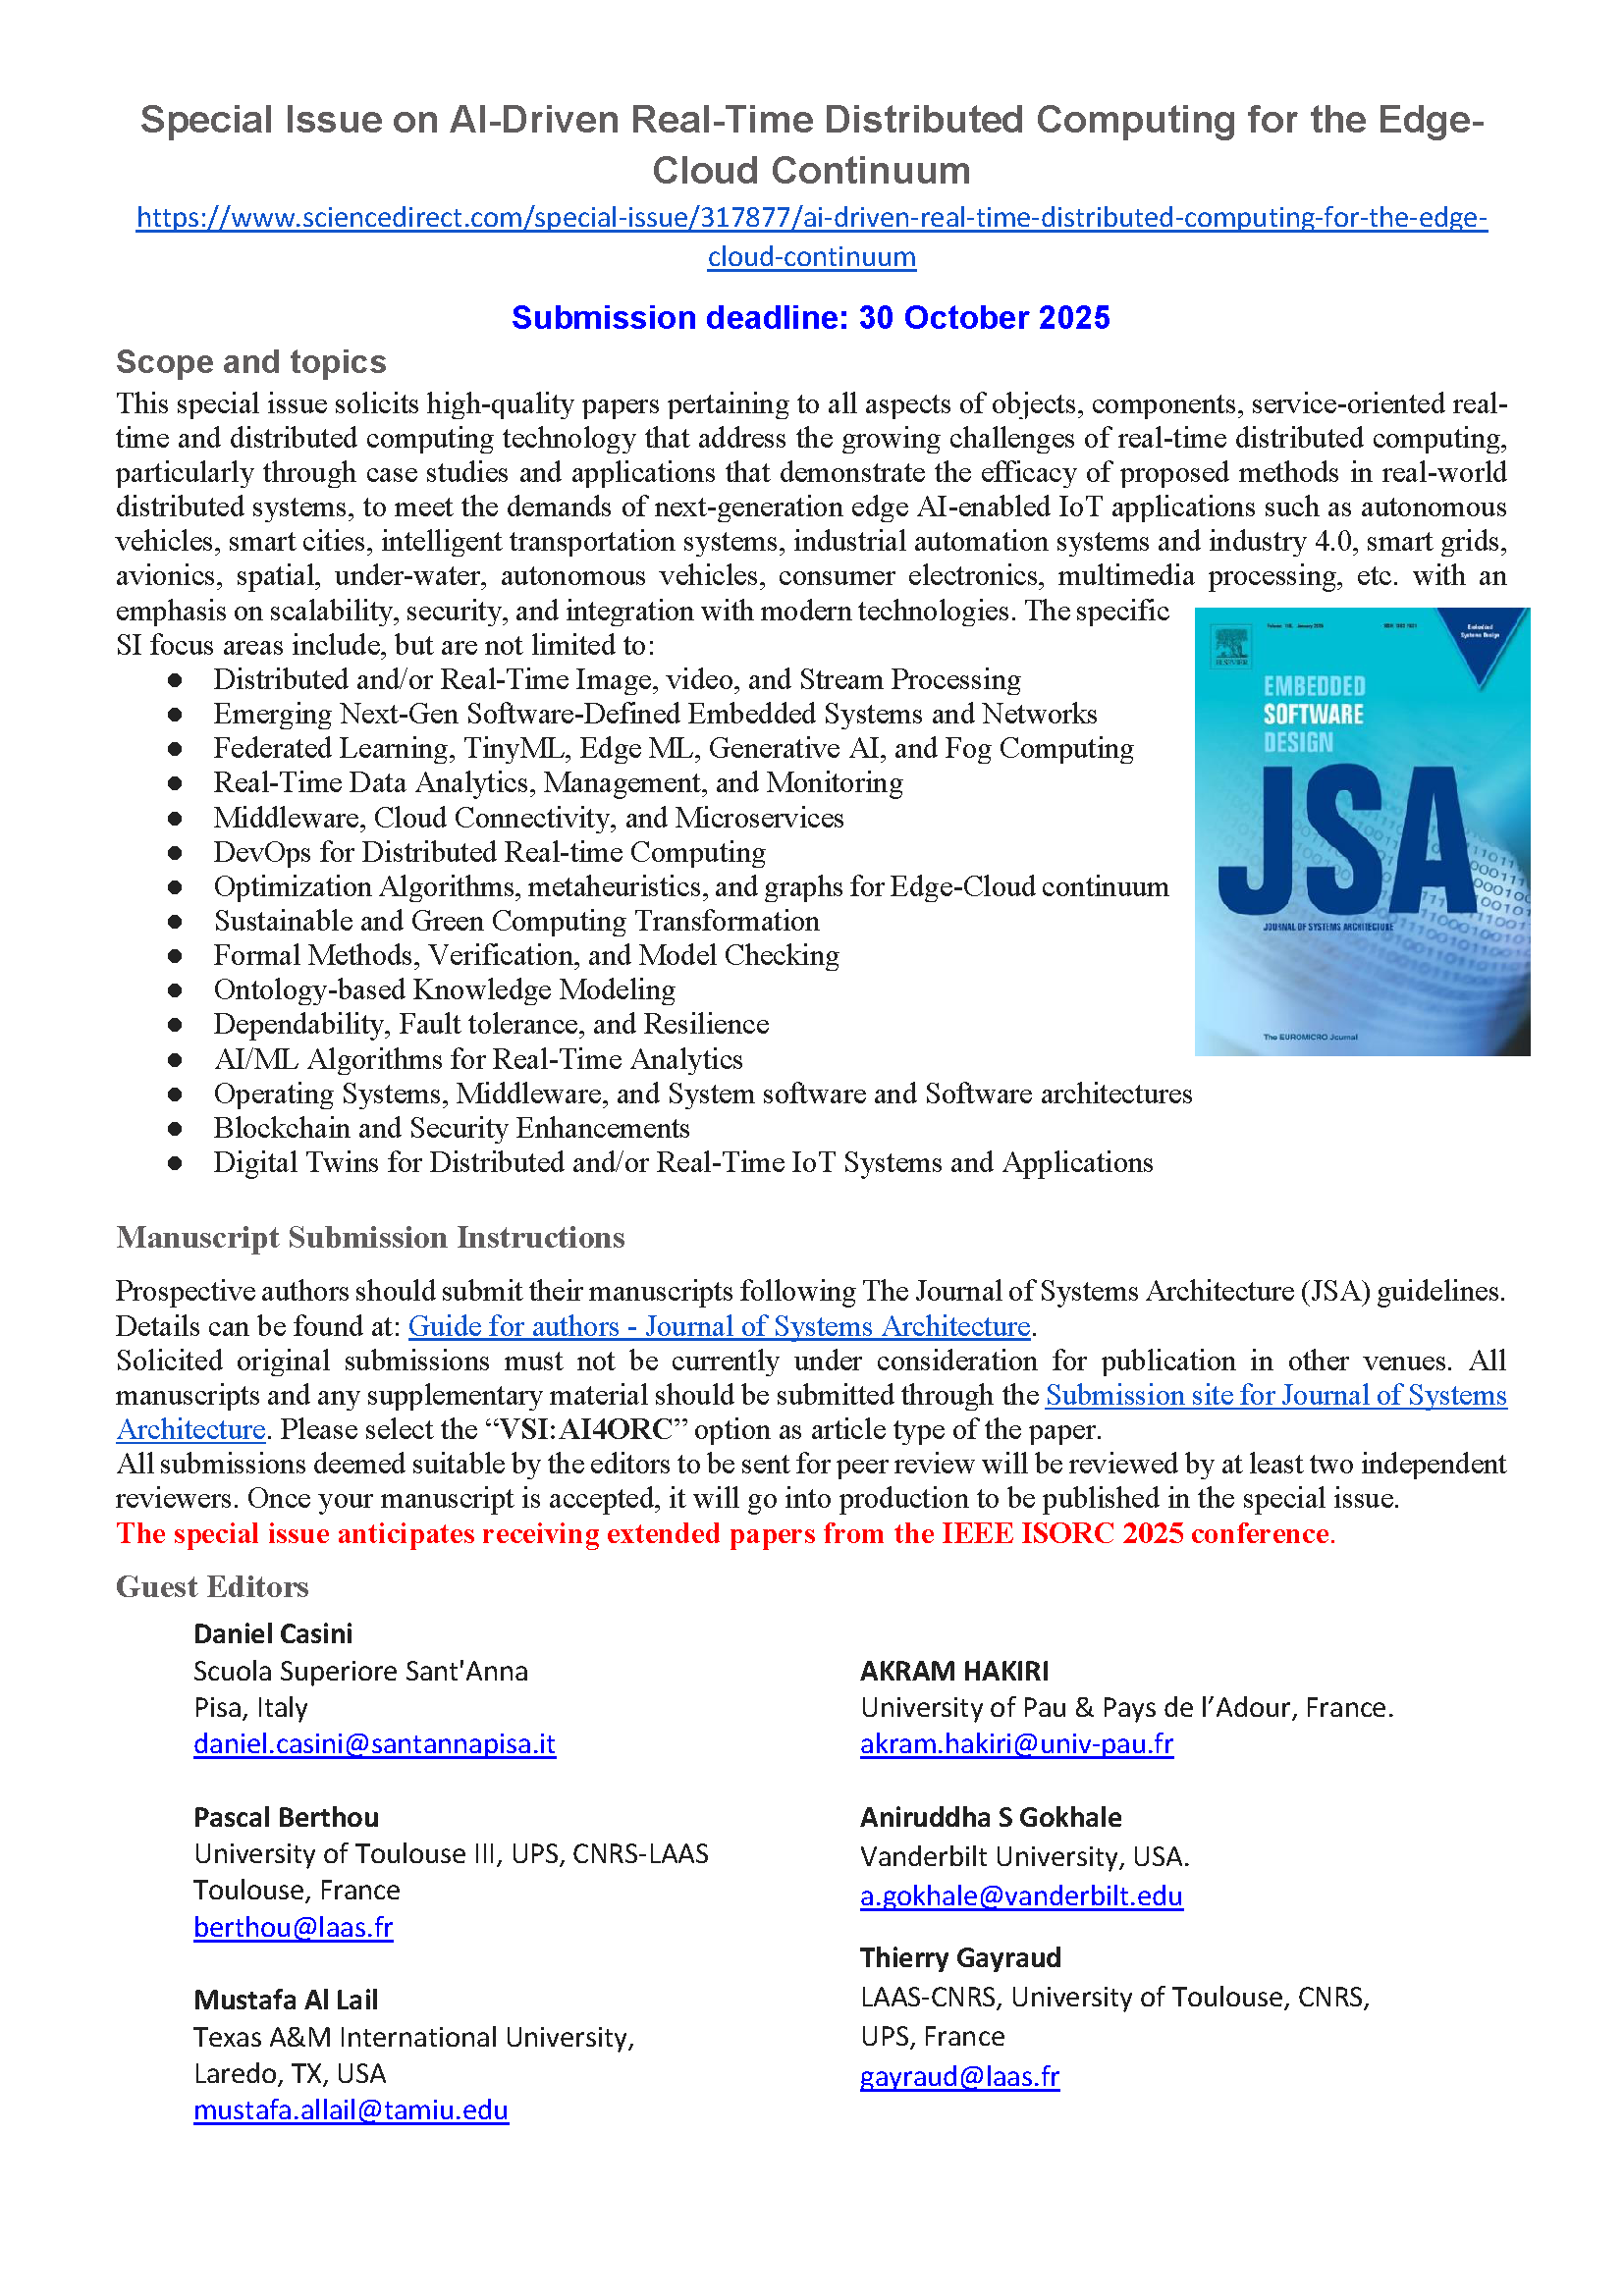 Special Issue on AI-Driven Real-Time Distributed Computing for the Edge-
Cloud Continuum
https://www.sciencedirect.com/special-issue/317877/ai-driven-real-time-distributed-computing-for-the-edge-
cloud-continuum
Submission deadline: 30 October 2025
Scope and topics
This special issue solicits high-quality papers pertaining to all aspects of objects, components, service-oriented real-
time and distributed computing technology that address the growing challenges of real-time distributed computing,
particularly through case studies and applications that demonstrate the efficacy of proposed methods in real-world
distributed systems, to meet the demands of next-generation edge AI-enabled IoT applications such as autonomous
vehicles, smart cities, intelligent transportation systems, industrial automation systems and industry 4.0, smart grids,
avionics, spatial, under-water, autonomous vehicles, consumer electronics, multimedia processing, etc. with an
emphasis on scalability, security, and integration with modern technologies. The specific
SI focus areas include, but are not limited to:
● Distributed and/or Real-Time Image, video, and Stream Processing
● Emerging Next-Gen Software-Defined Embedded Systems and Networks
● Federated Learning, TinyML, Edge ML, Generative AI, and Fog Computing
● Real-Time Data Analytics, Management, and Monitoring
● Middleware, Cloud Connectivity, and Microservices
● DevOps for Distributed Real-time Computing
● Optimization Algorithms, metaheuristics, and graphs for Edge-Cloud continuum
● Sustainable and Green Computing Transformation
● Formal Methods, Verification, and Model Checking
● Ontology-based Knowledge Modeling
● Dependability, Fault tolerance, and Resilience
● AI/ML Algorithms for Real-Time Analytics
● Operating Systems, Middleware, and System software and Software architectures
● Blockchain and Security Enhancements
● Digital Twins for Distributed and/or Real-Time IoT Systems and Applications
ELSEVIER
Embedded
Systems Design
EMBEDDED
SOFTWARE
DESIGN
JSA
JOURNAL OF SYSTEMS ARCHITECTURE
The EUROMICRO Journal
Manuscript Submission Instructions
Prospective authors should submit their manuscripts following The Journal of Systems Architecture (JSA) guidelines.
Details can be found at: Guide for authors - Journal of Systems Architecture.
Solicited original submissions must not be currently under consideration for publication in other venues. All
manuscripts and any supplementary material should be submitted through the Submission site for Journal of Systems
Architecture. Please select the “VSI:AI4ORC” option as article type of the paper.
All submissions deemed suitable by the editors to be sent for peer review will be reviewed by at least two independent
reviewers. Once your manuscript is accepted, it will go into production to be published in the special issue.
The special issue anticipates receiving extended papers from the IEEE ISORC 2025 conference.
Guest Editors
Daniel Casini
Scuola Superiore Sant'Anna
Pisa, Italy
daniel.casini@santannapisa.it
Pascal Berthou
University of Toulouse III, UPS, CNRS-LAAS
Toulouse, France
berthou@laas.fr
Mustafa Al Lail
Texas A&M International University,
Laredo, TX, USA
mustafa.allail@tamiu.edu
AKRAM HAKIRI
University of Pau & Pays de l’Adour, France.
akram.hakiri@univ-pau.fr
Aniruddha S Gokhale
Vanderbilt University, USA.
a.gokhale@vanderbilt.edu
Thierry Gayraud
LAAS-CNRS, University of Toulouse, CNRS,
UPS, France
gayraud@laas.fr